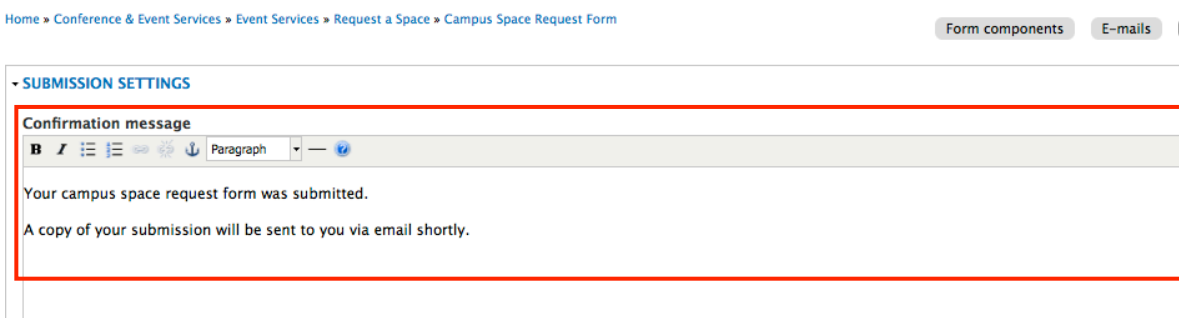 Home » Conference & Event Services » Event Services » Request a Space » Campus Space Request Form
Form components E-mails
SUBMISSION SETTINGS
Confirmation message
B I Paragraph
Your campus space request form was submitted.
A copy of your submission will be sent to you via email shortly.